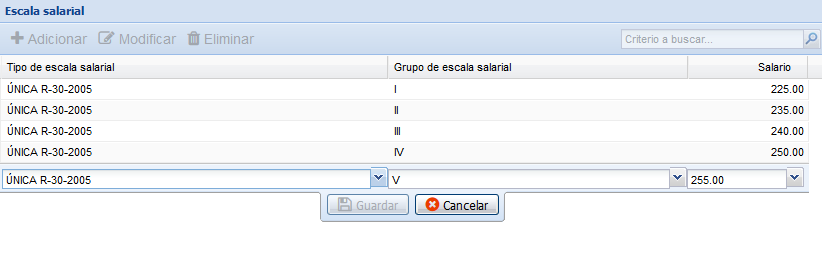 Escala salarial
Adicionar Modificar Eliminar Criterio a buscar...
Tipo de escala salarial Grupo de escala salarial Salario
ÚNICA R-30-2005 I 225.00
ÚNICA R-30-2005 II 235.00
ÚNICA R-30-2005 III 240.00
ÚNICA R-30-2005 IV 250.00
ÚNICA R-30-2005 V 255.00
Guardar Cancelar